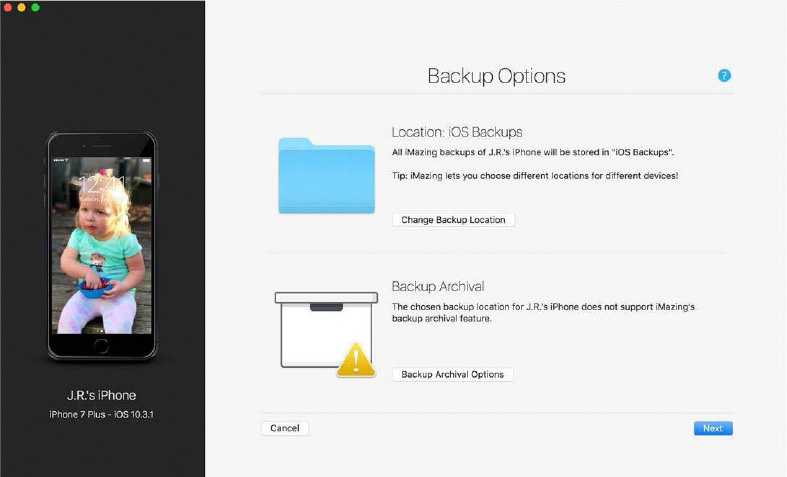 Backup Options
?
12:41
Location: iOS Backups
All iMazing backups of J.R.'s iPhone will be stored in "iOS Backups".
Tip: iMazing lets you choose different locations for different devices!
Change Backup Location
Backup Archival
The chosen backup location for J.R.'s iPhone does not support iMazing's
backup archival feature.
Backup Archival Options
J.R.'s iPhone
iPhone 7 Plus - iOS 10.3.1
Cancel
Next